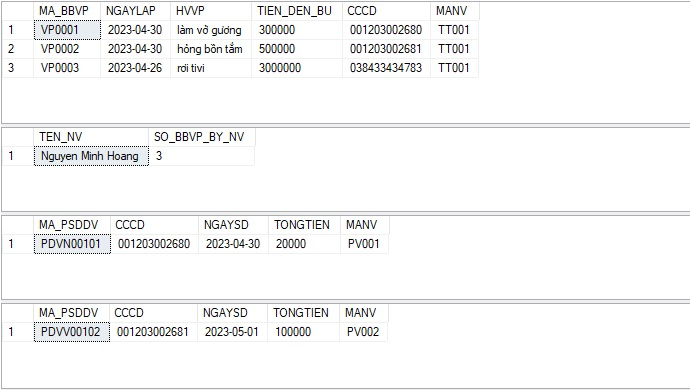 MA_BBVP NGAYLAP HVVP TIEN_DEN_BU CCCD MANV
1 VP0001 2023-04-30 làm vở gương 300000 001203002680 TT001
2 VP0002 2023-04-30 hỏng bồn tắm 500000 001203002681 TT001
3 VP0003 2023-04-26 rơi tivi 3000000 038433434783 TT001
TEN_NV SO_BBVP_BY_NV
1 Nguyen Minh Hoang 3
MA_PSDDV CCCD NGAYSD TONGTIEN MANV
1 PDVN00101 001203002680 2023-04-30 20000 PV001
MA_PSDDV CCCD NGAYSD TONGTIEN MANV
1 PDVV00102 001203002681 2023-05-01 100000 PV002